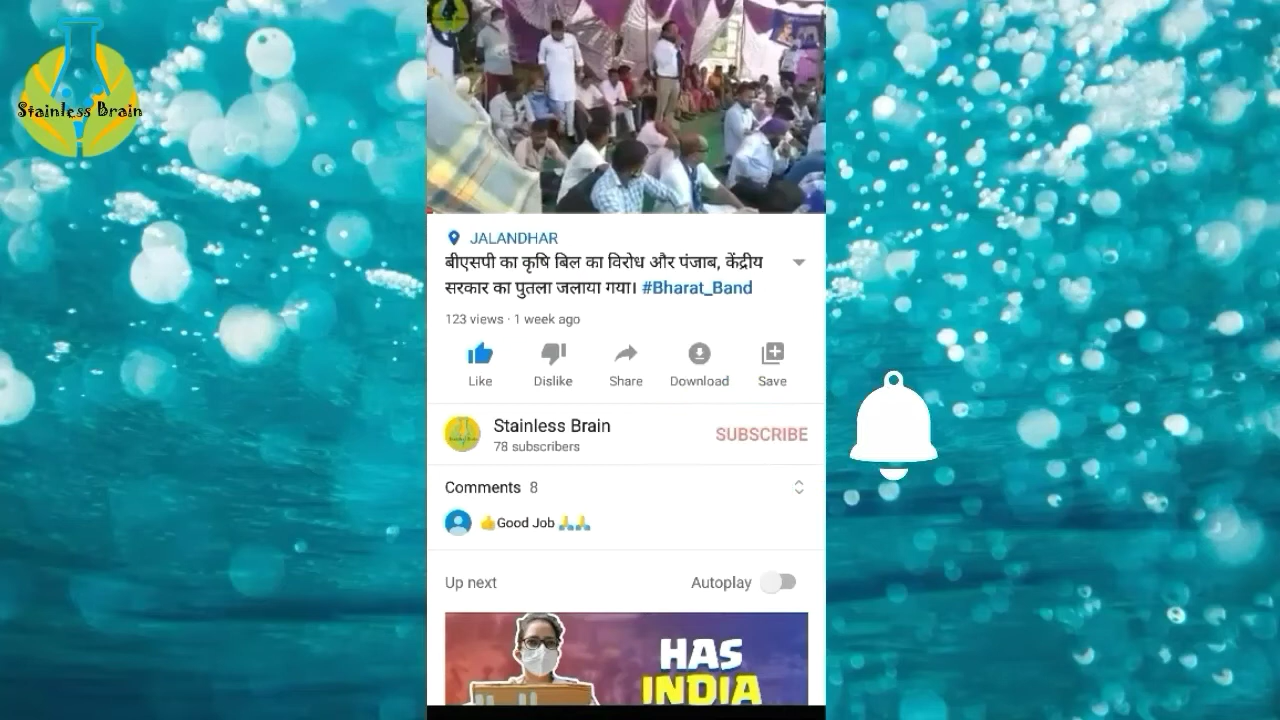 Stainless Brain
JALANDHAR
बीएसपी का कृषि बिल का विरोध और पंजाब, केंद्रीय
सरकार का पुतला जलाया गया। #Bharat_Band
123 views · 1 week ago
Like Dislike Share Download Save
Stainless Brain
78 subscribers
SUBSCRIBE
Comments 8
👍Good Job 🙏🙏
Up next
Autoplay
HAS
INDIA